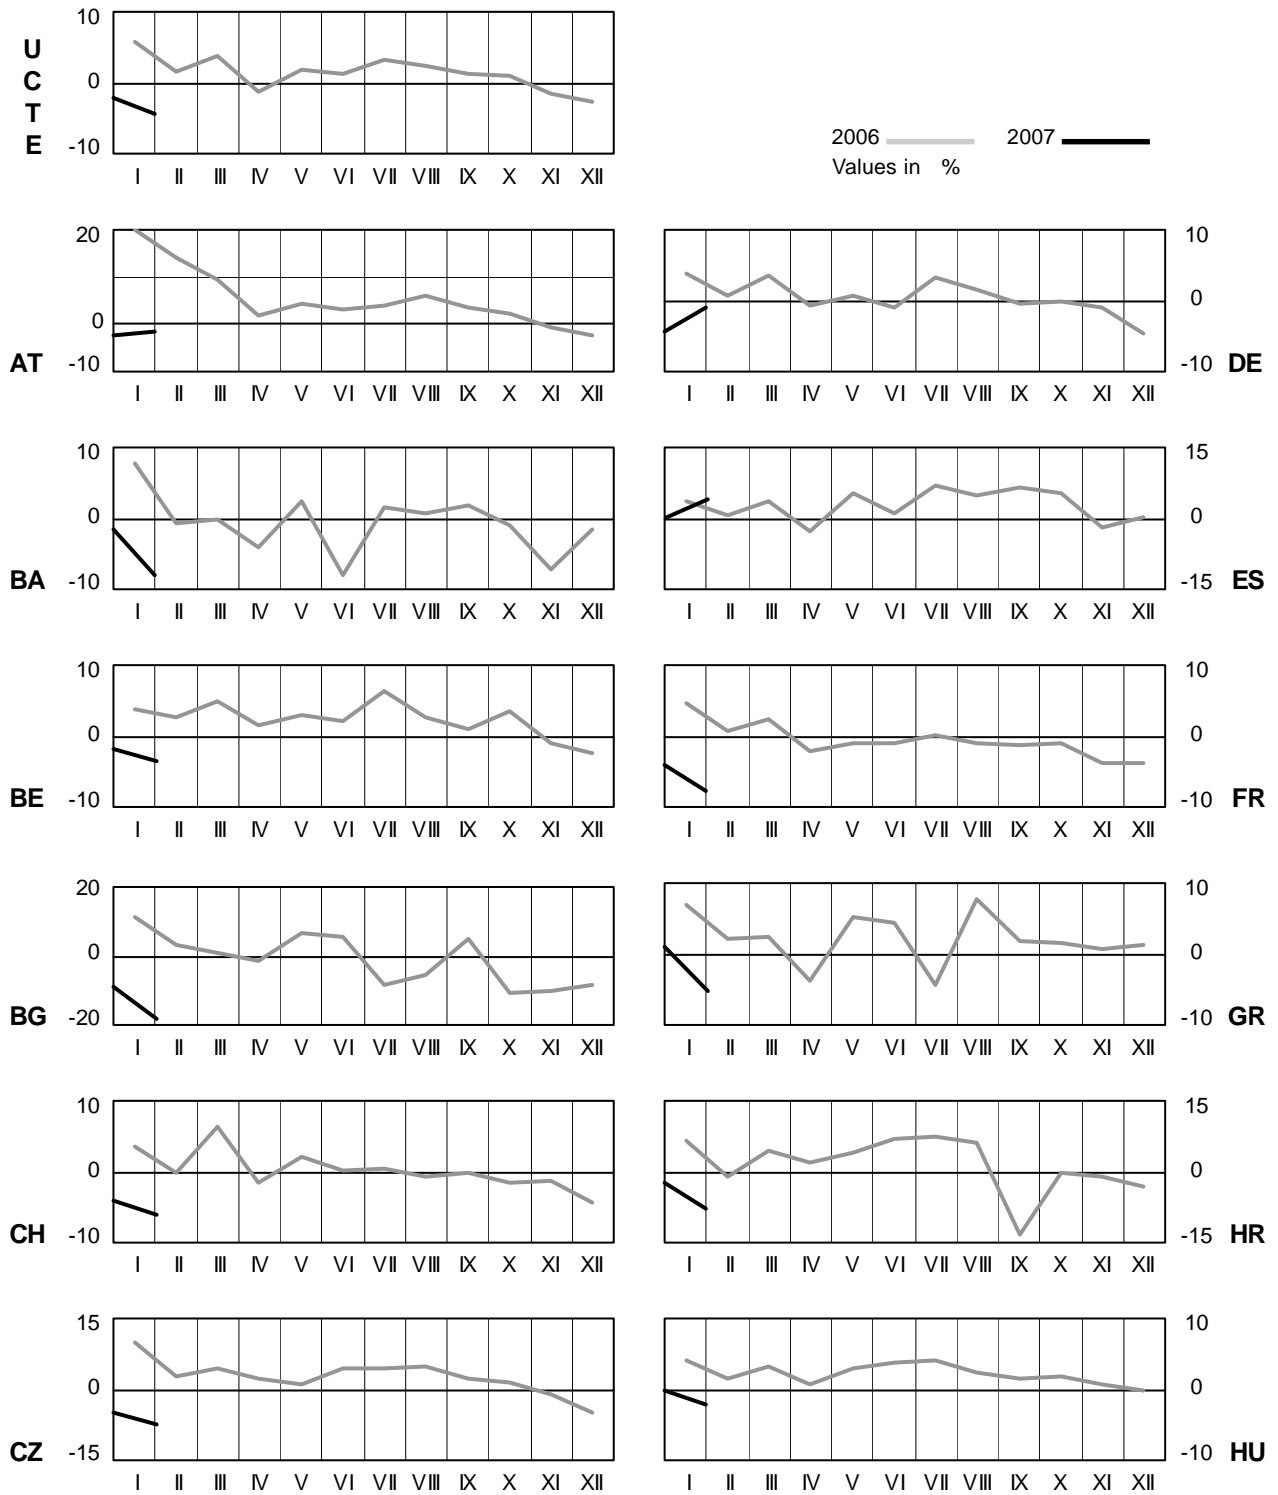 10
U
C
0
T
E
-10
I II III IV V VI VII VIII IX X XI XII
2006 2007
Values in %
20
0
AT -10
I II III IV V VI VII VIII IX X XI XII
10
0
-10 DE
I II III IV V VI VII VIII IX X XI XII
10
0
BA -10
I II III IV V VI VII VIII IX X XI XII
15
0
-15 ES
I II III IV V VI VII VIII IX X XI XII
10
0
BE -10
I II III IV V VI VII VIII IX X XI XII
10
0
-10 FR
I II III IV V VI VII VIII IX X XI XII
20
0
BG -20
I II III IV V VI VII VIII IX X XI XII
10
0
-10 GR
I II III IV V VI VII VIII IX X XI XII
10
0
CH -10
I II III IV V VI VII VIII IX X XI XII
15
0
-15 HR
I II III IV V VI VII VIII IX X XI XII
15
0
CZ -15
I II III IV V VI VII VIII IX X XI XII
10
0
-10 HU
I II III IV V VI VII VIII IX X XI XII